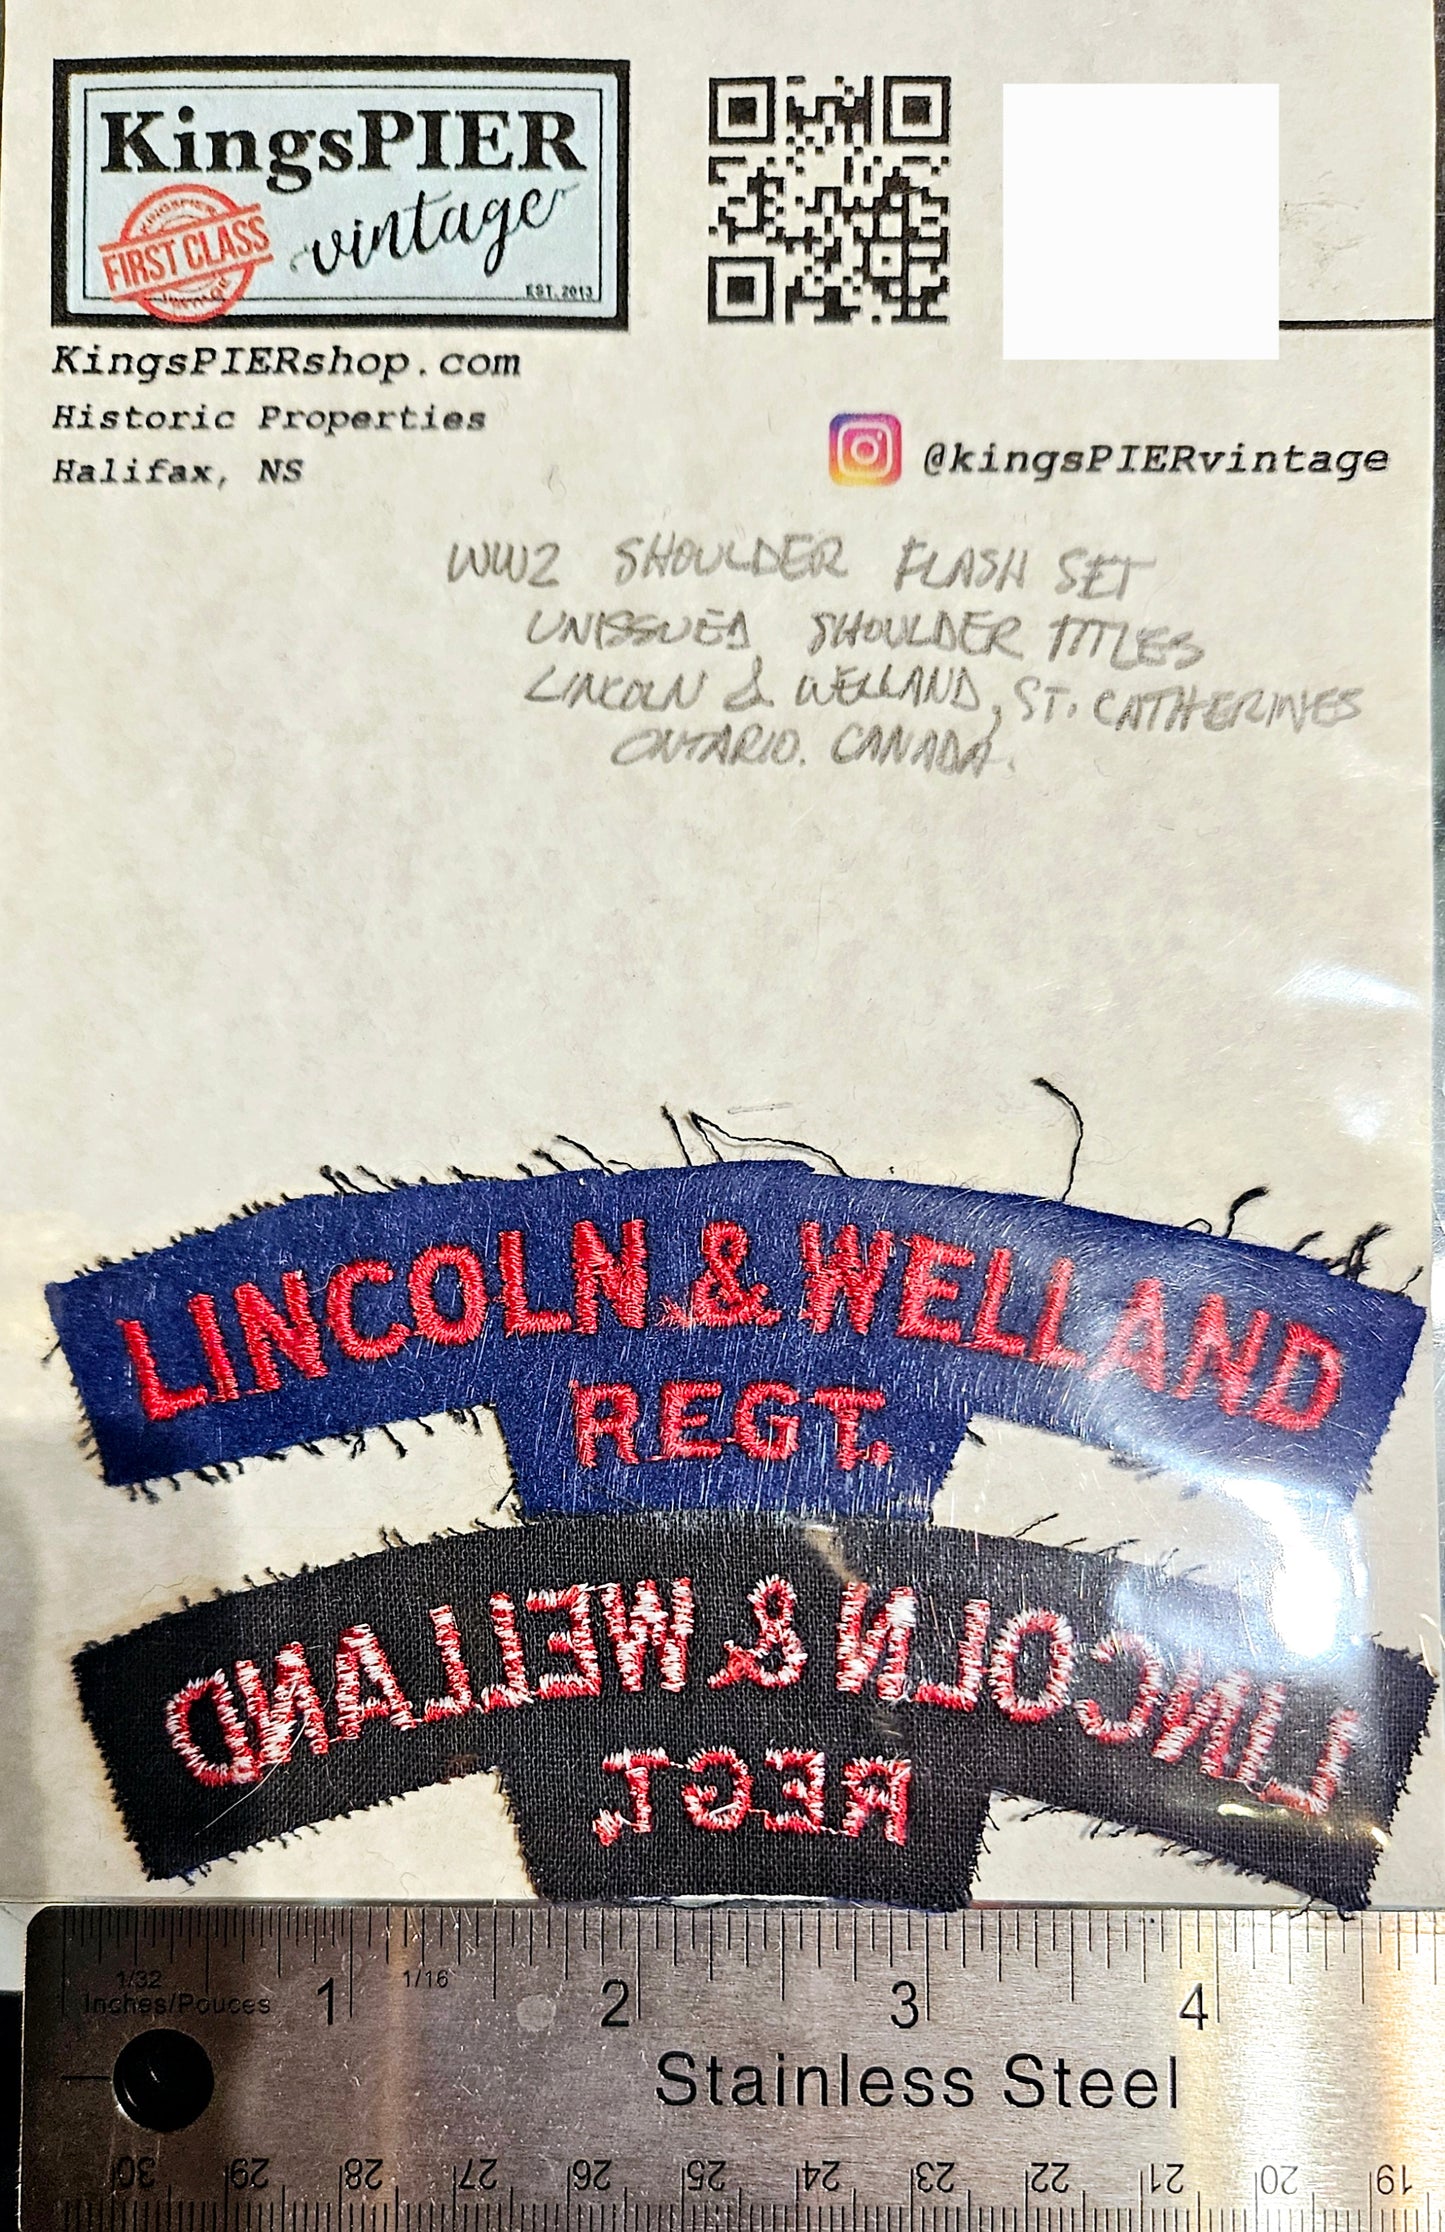 KingsPIER
vintage
KINGSPIER
FIRST CLASS
VINTAGE
EST. 2013
KingsPIERshop.com
Historic Properties
Halifax, NS
@kingsPIERvintage
WW2 SHOULDER FLASH SET
UNISSUED SHOULDER TITLES
LINCOLN & WELLAND, ST. CATHERINES
ONTARIO. CANADA.
LINCOLN & WELLAND
REGT.
LINCOLN & WELLAND
REGT.
1/32 1/16
Inches/Pouces
1 2 3 4
Stainless Steel
30 29 28 27 26 25 24 23 22 21 20 19